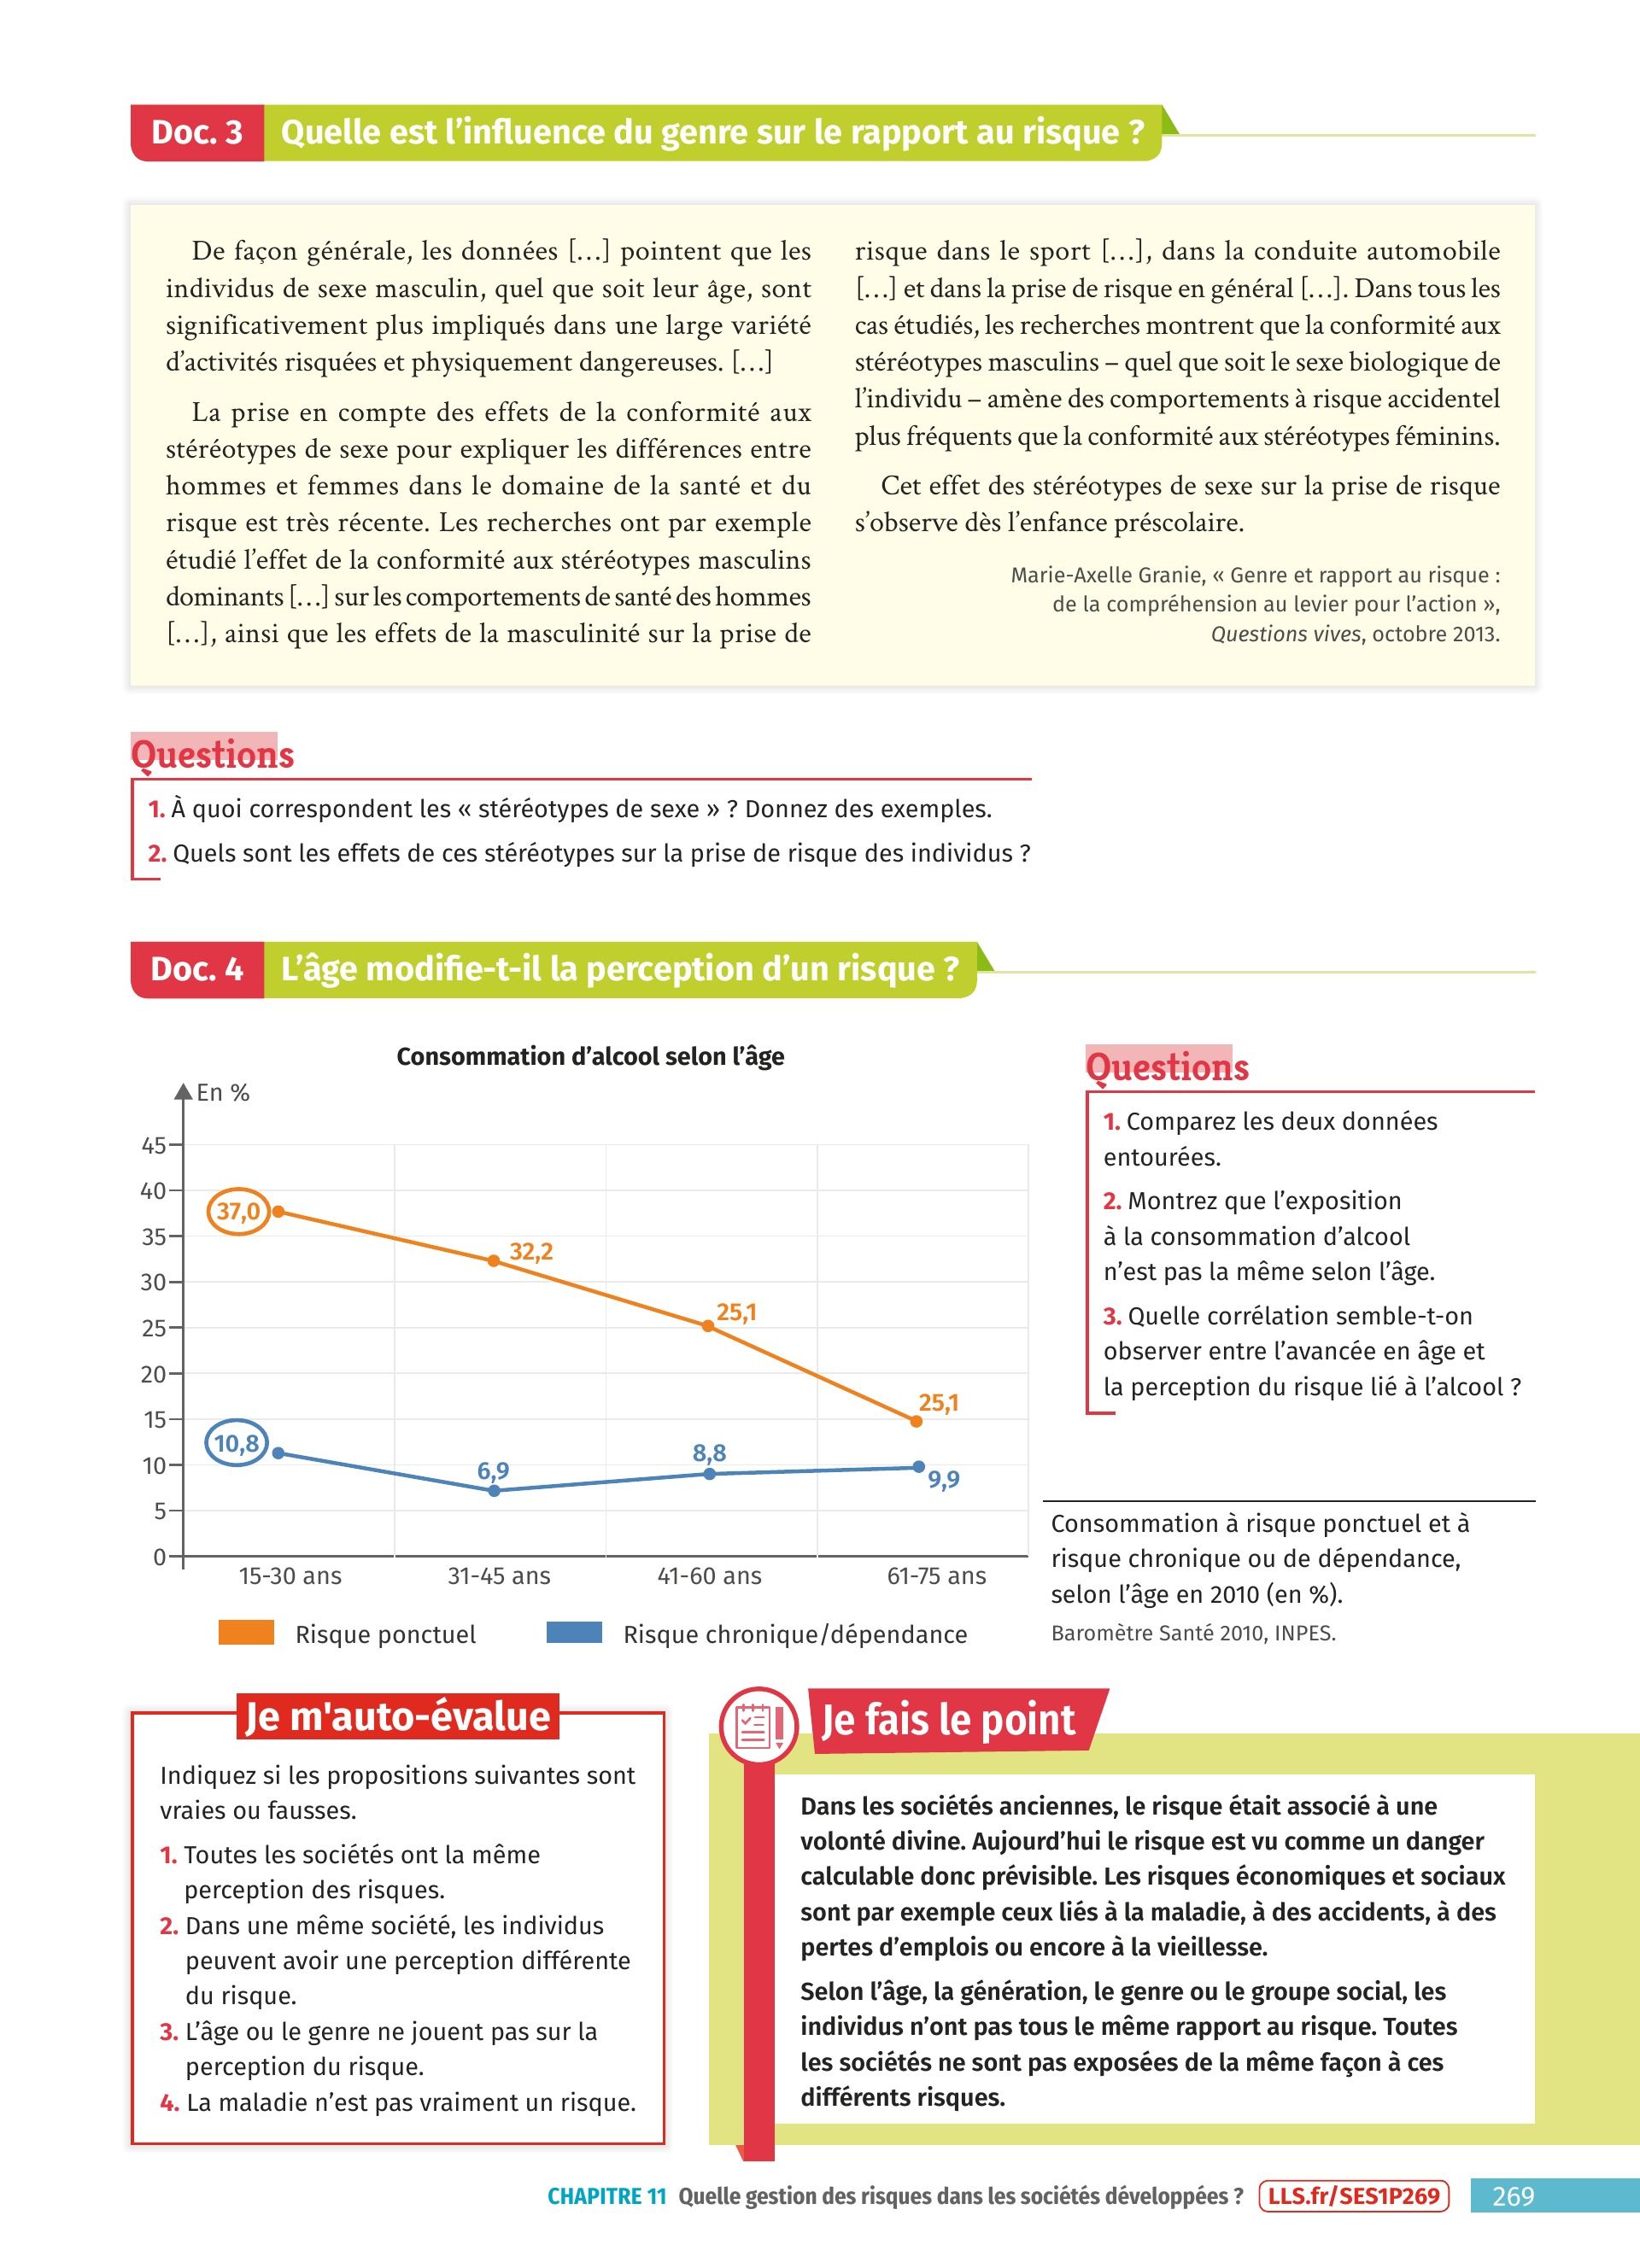 Doc. 3 Quelle est l’influence du genre sur le rapport au risque ?
De façon générale, les données […] pointent que les
individus de sexe masculin, quel que soit leur âge, sont
significativement plus impliqués dans une large variété
d’activités risquées et physiquement dangereuses. […]
La prise en compte des effets de la conformité aux
stéréotypes de sexe pour expliquer les différences entre
hommes et femmes dans le domaine de la santé et du
risque est très récente. Les recherches ont par exemple
étudié l’effet de la conformité aux stéréotypes masculins
dominants […] sur les comportements de santé des hommes
[…], ainsi que les effets de la masculinité sur la prise de
risque dans le sport […], dans la conduite automobile
[…] et dans la prise de risque en général […]. Dans tous les
cas étudiés, les recherches montrent que la conformité aux
stéréotypes masculins – quel que soit le sexe biologique de
l’individu – amène des comportements à risque accidentel
plus fréquents que la conformité aux stéréotypes féminins.
Cet effet des stéréotypes de sexe sur la prise de risque
s’observe dès l’enfance préscolaire.
Marie-Axelle Granie, « Genre et rapport au risque :
de la compréhension au levier pour l’action »,
Questions vives, octobre 2013.
Questions
1. À quoi correspondent les « stéréotypes de sexe » ? Donnez des exemples.
2. Quels sont les effets de ces stéréotypes sur la prise de risque des individus ?
Doc. 4 L’âge modifie-t-il la perception d’un risque ?
Consommation d’alcool selon l’âge
En %
45
40
35
30
25
20
15
10
5
0
37,0
32,2
25,1
25,1
10,8
6,9
8,8
9,9
15-30 ans
31-45 ans
41-60 ans
61-75 ans
Risque ponctuel
Risque chronique/dépendance
Questions
1. Comparez les deux données
entourées.
2. Montrez que l’exposition
à la consommation d’alcool
n’est pas la même selon l’âge.
3. Quelle corrélation semble-t-on
observer entre l’avancée en âge et
la perception du risque lié à l’alcool ?
Consommation à risque ponctuel et à
risque chronique ou de dépendance,
selon l’âge en 2010 (en %).
Baromètre Santé 2010, INPES.
Je m'auto-évalue
Indiquez si les propositions suivantes sont
vraies ou fausses.
1. Toutes les sociétés ont la même
perception des risques.
2. Dans une même société, les individus
peuvent avoir une perception différente
du risque.
3. L’âge ou le genre ne jouent pas sur la
perception du risque.
4. La maladie n’est pas vraiment un risque.
Je fais le point
Dans les sociétés anciennes, le risque était associé à une
volonté divine. Aujourd’hui le risque est vu comme un danger
calculable donc prévisible. Les risques économiques et sociaux
sont par exemple ceux liés à la maladie, à des accidents, à des
pertes d’emplois ou encore à la vieillesse.
Selon l’âge, la génération, le genre ou le groupe social, les
individus n’ont pas tous le même rapport au risque. Toutes
les sociétés ne sont pas exposées de la même façon à ces
différents risques.
CHAPITRE 11 Quelle gestion des risques dans les sociétés développées ? LLS.fr/SES1P269 269